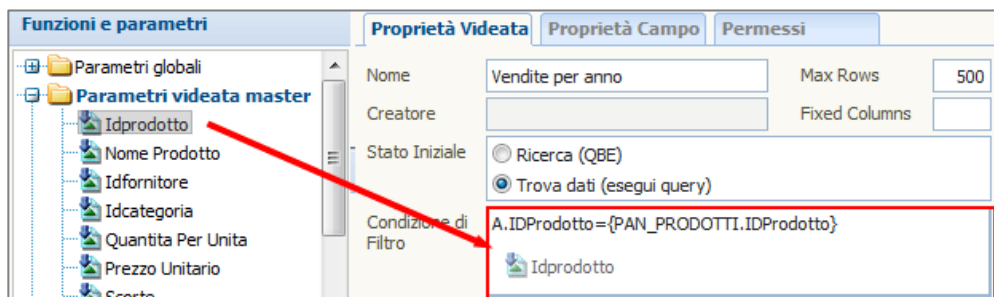 Funzioni e parametri
Parametri globali
Parametri videata master
Idprodotto
Nome Prodotto
Idfornitore
Idcategoria
Quantita Per Unita
Prezzo Unitario
Scorte
Proprietà Videata Proprietà Campo Permessi
Nome Vendite per anno Max Rows 500
Creatore Fixed Columns
Stato Iniziale Ricerca (QBE)
Trova dati (esegui query)
Condizione di A.IDProdotto={PAN_PRODOTTI.IDProdotto}
Filtro
Idprodotto